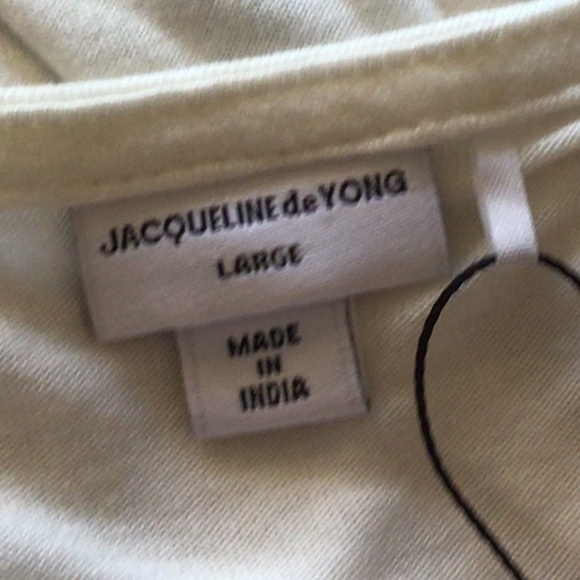 JACQUELINE de YONG
LARGE
MADE
IN
INDIA